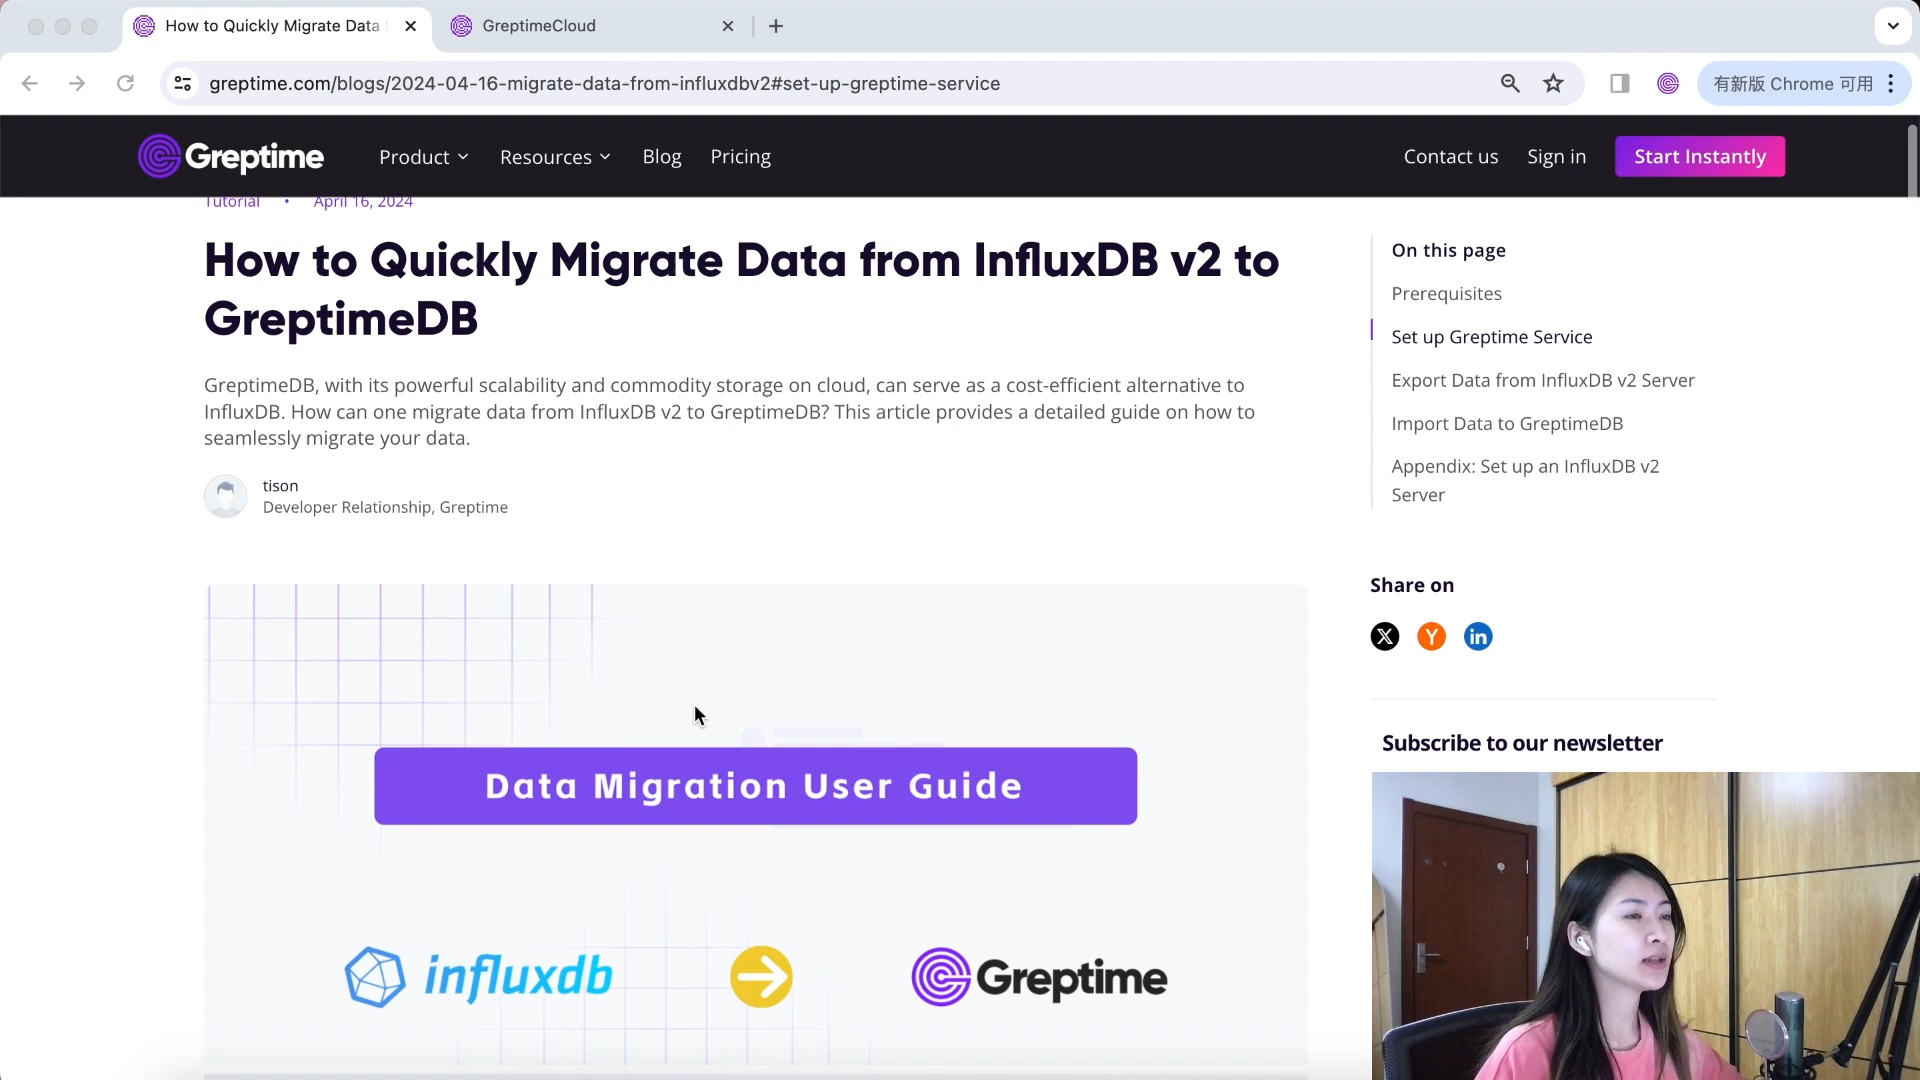 How to Quickly Migrate Data
GreptimeCloud
greptime.com/blogs/2024-04-16-migrate-data-from-influxdbv2#set-up-greptime-service
有新版 Chrome 可用
Greptime
Product
Resources
Blog
Pricing
Contact us
Sign in
Start Instantly
Tutorial • April 16, 2024
How to Quickly Migrate Data from InfluxDB v2 to
GreptimeDB
GreptimeDB, with its powerful scalability and commodity storage on cloud, can serve as a cost-efficient alternative to
InfluxDB. How can one migrate data from InfluxDB v2 to GreptimeDB? This article provides a detailed guide on how to
seamlessly migrate your data.
tison
Developer Relationship, Greptime
Data Migration User Guide
influxdb
Greptime
On this page
Prerequisites
Set up Greptime Service
Export Data from InfluxDB v2 Server
Import Data to GreptimeDB
Appendix: Set up an InfluxDB v2
Server
Share on
X
Y
in
Subscribe to our newsletter